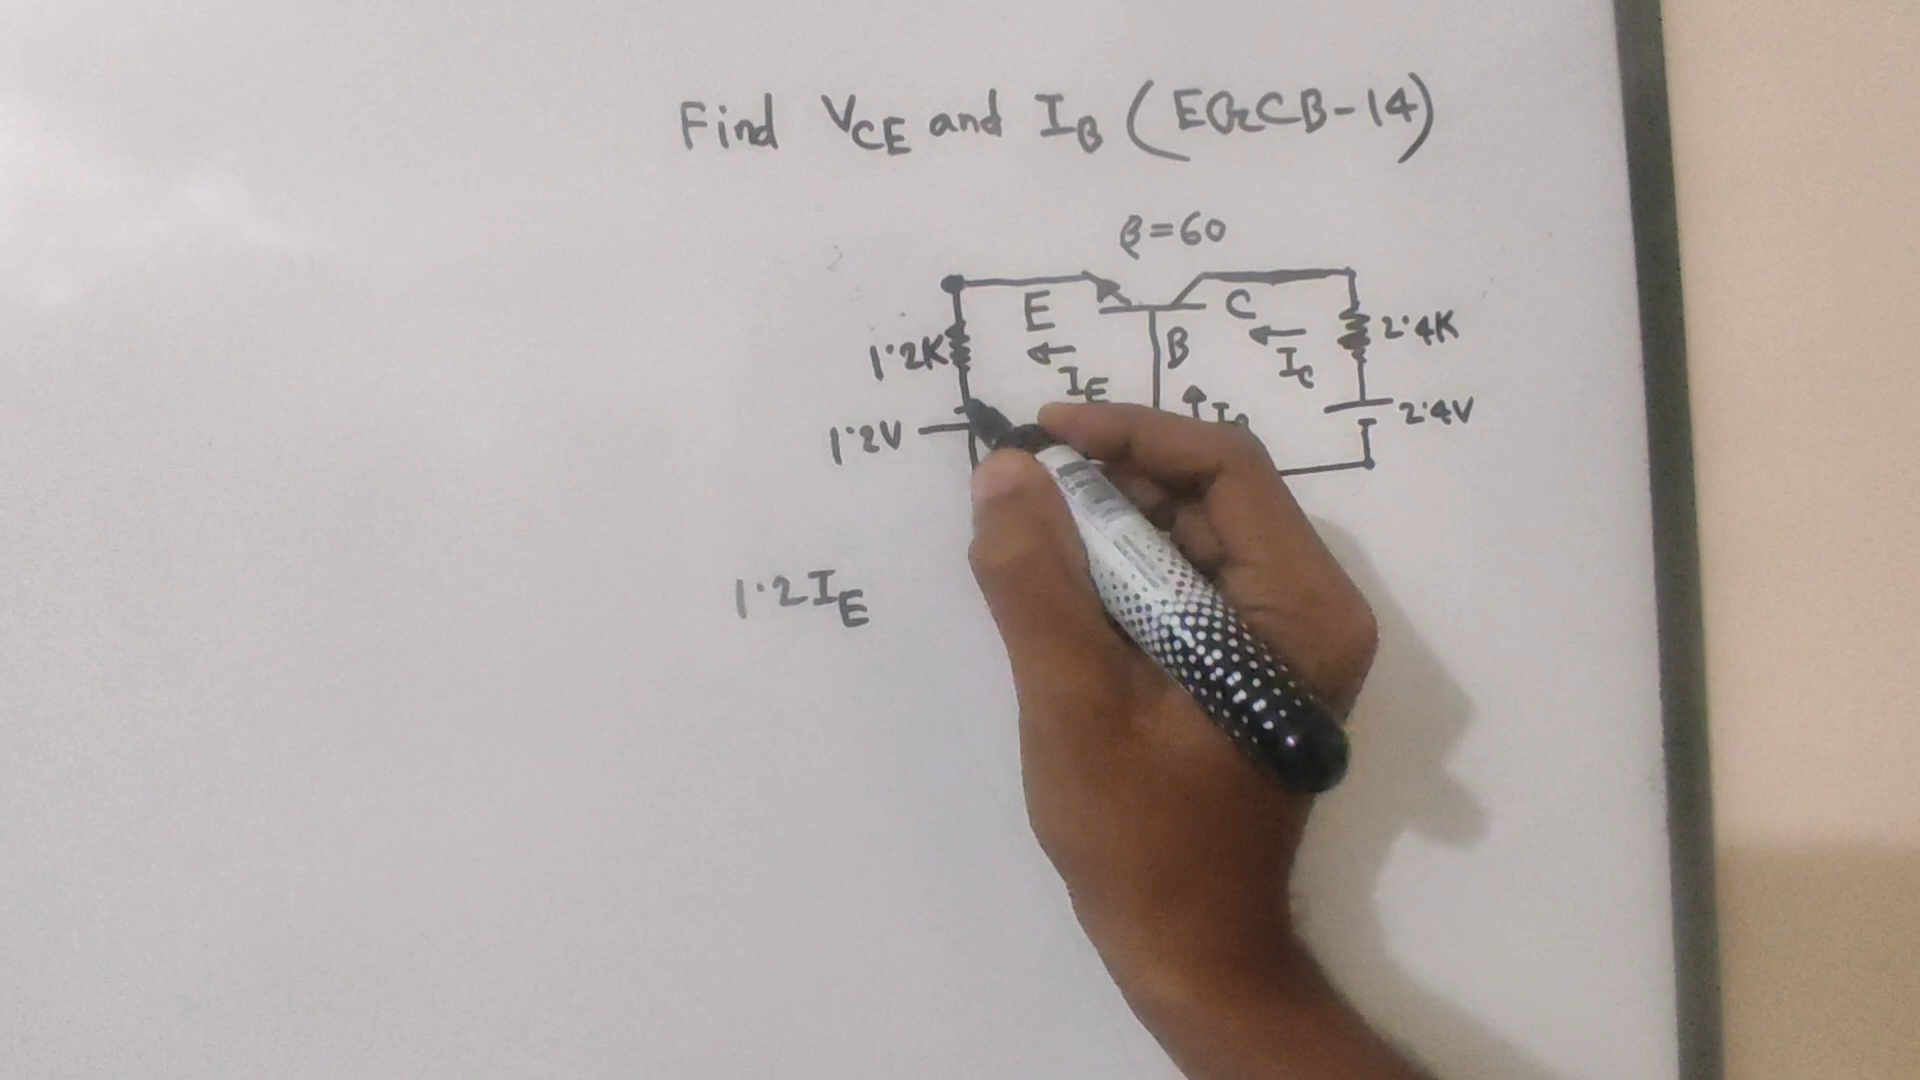 Find VCE and IB (EGCB-14)
β=60
E C
1.2K B 2.4K
IE IC
1.2V 2.4V
1.2IE